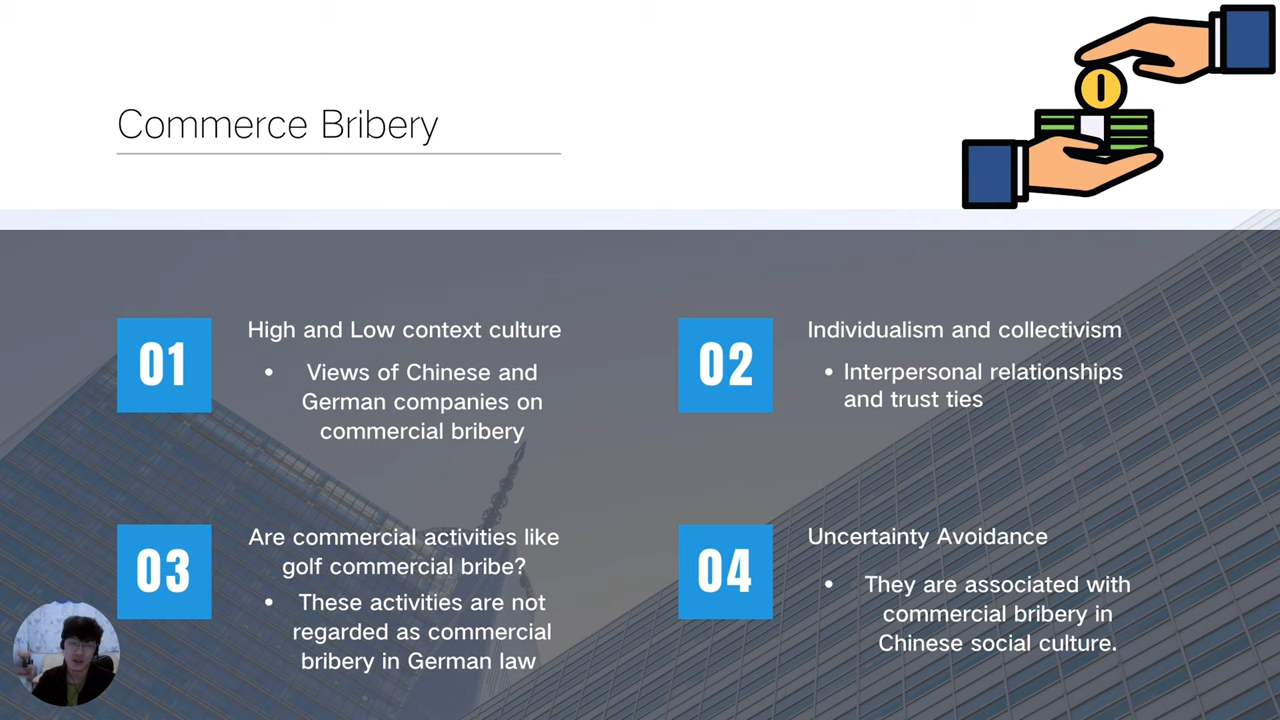 Commerce Bribery
01
High and Low context culture
• Views of Chinese and
German companies on
commercial bribery
02
Individualism and collectivism
• Interpersonal relationships
and trust ties
03
Are commercial activities like
golf commercial bribe?
• These activities are not
regarded as commercial
bribery in German law
04
Uncertainty Avoidance
• They are associated with
commercial bribery in
Chinese social culture.